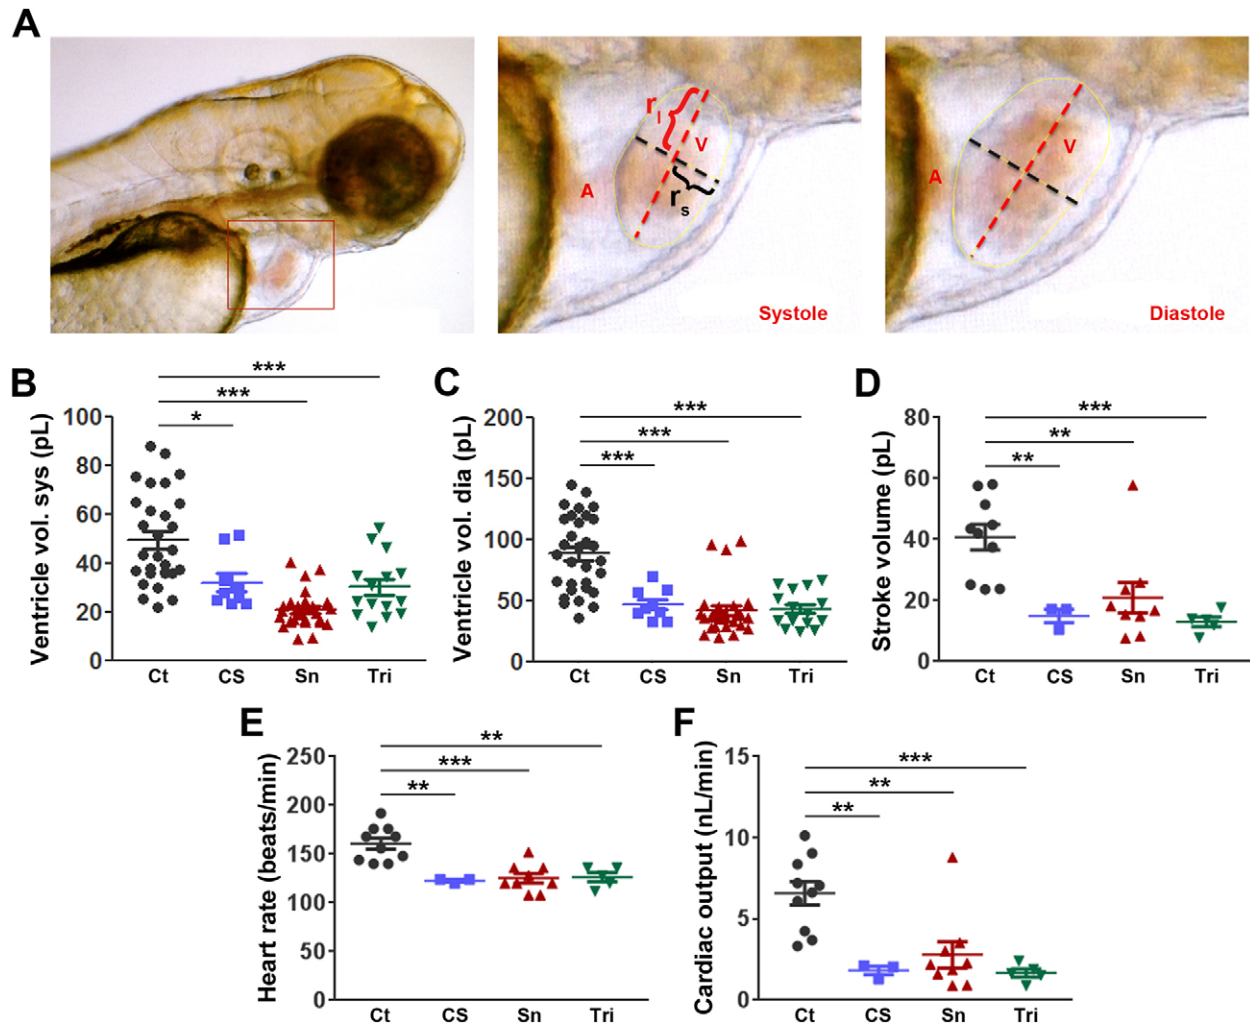 A
r l
V
A
r s
Systole
A
V
Diastole
B
Ventricle vol. sys (pL)
100
80
60
40
20
0
***
***
*
Ct CS Sn Tri
C
Ventricle vol. dia (pL)
200
150
100
50
0
***
***
***
Ct CS Sn Tri
D
Stroke volume (pL)
80
60
40
20
0
***
**
**
Ct CS Sn Tri
E
Heart rate (beats/min)
250
200
150
100
50
0
**
***
**
Ct CS Sn Tri
F
Cardiac output (nL/min)
15
10
5
0
***
**
**
Ct CS Sn Tri